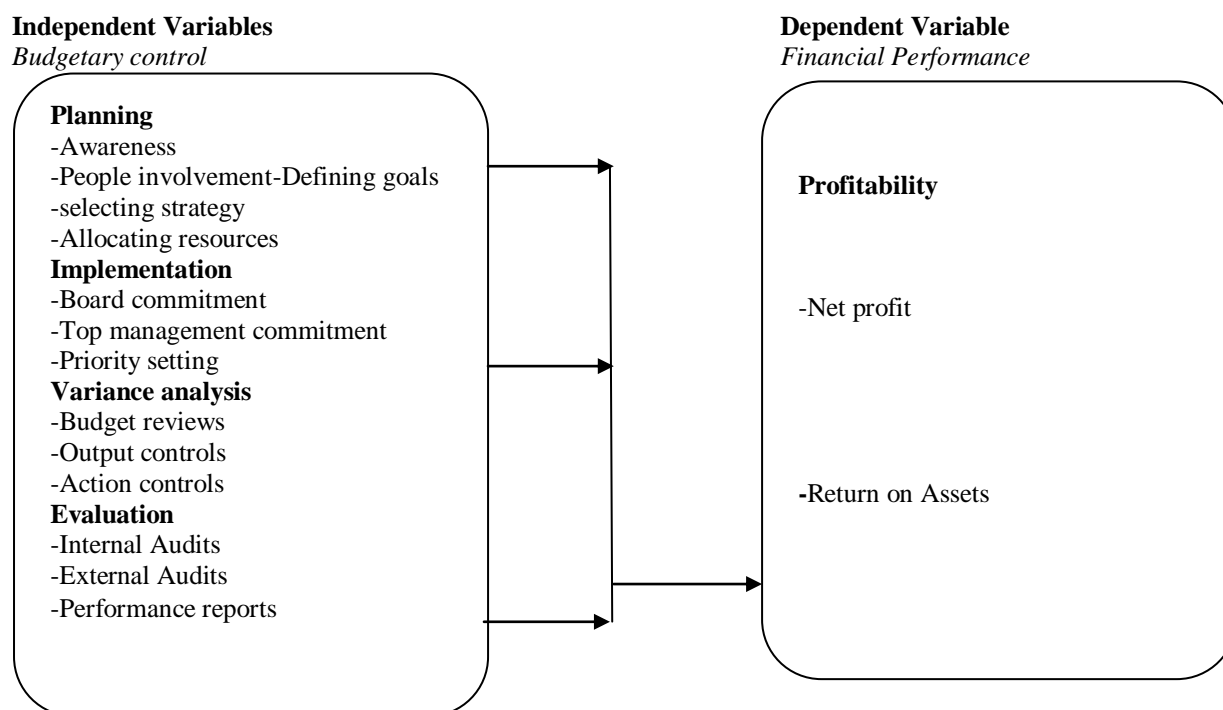 Independent Variables
Budgetary control
Planning
-Awareness
-People involvement-Defining goals
-selecting strategy
-Allocating resources
Implementation
-Board commitment
-Top management commitment
-Priority setting
Variance analysis
-Budget reviews
-Output controls
-Action controls
Evaluation
-Internal Audits
-External Audits
-Performance reports
Dependent Variable
Financial Performance
Profitability
-Net profit
-Return on Assets